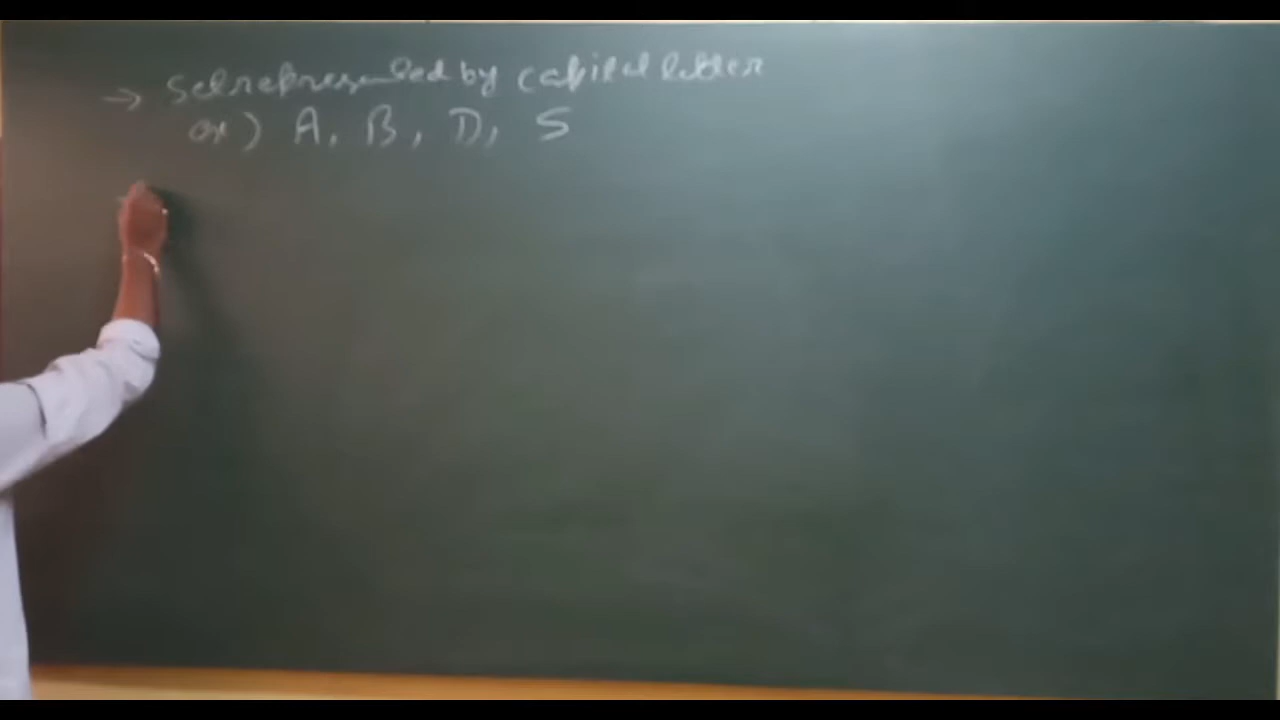 → Set represented by capital letter
ex) A, B, D, S